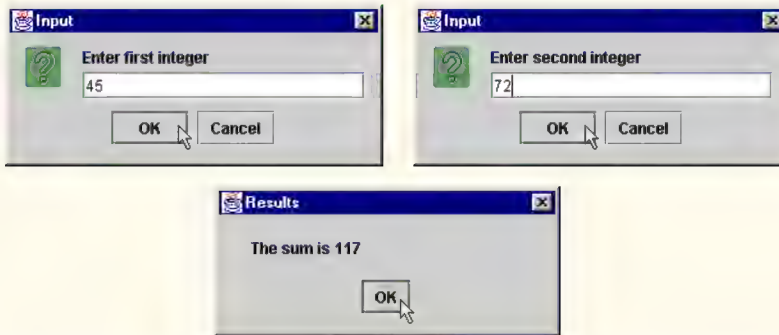 Input
Enter first integer
45
OK Cancel
Input
Enter second integer
72
OK Cancel
Results
The sum is 117
OK